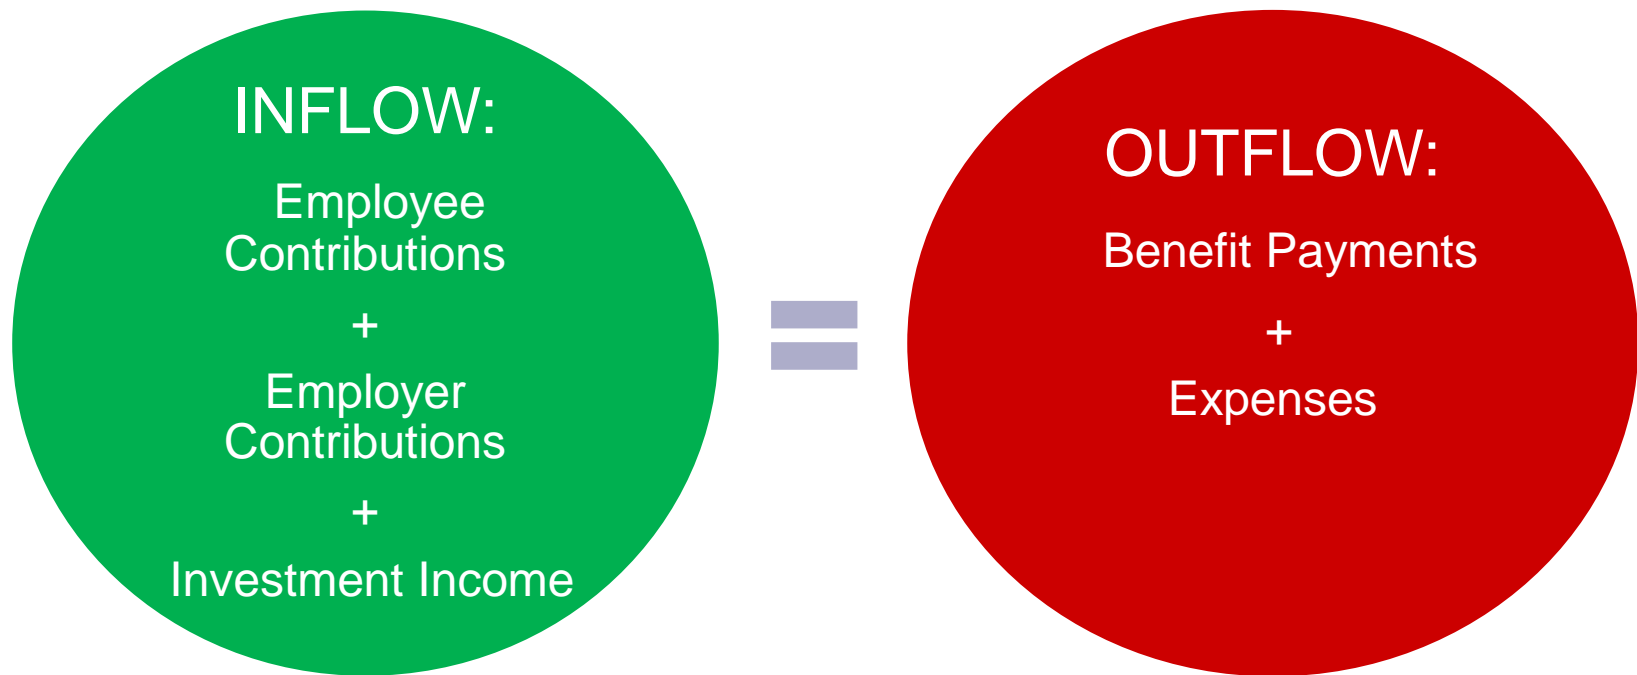 INFLOW:
Employee
Contributions
+
Employer
Contributions
+
Investment Income
=
OUTFLOW:
Benefit Payments
+
Expenses